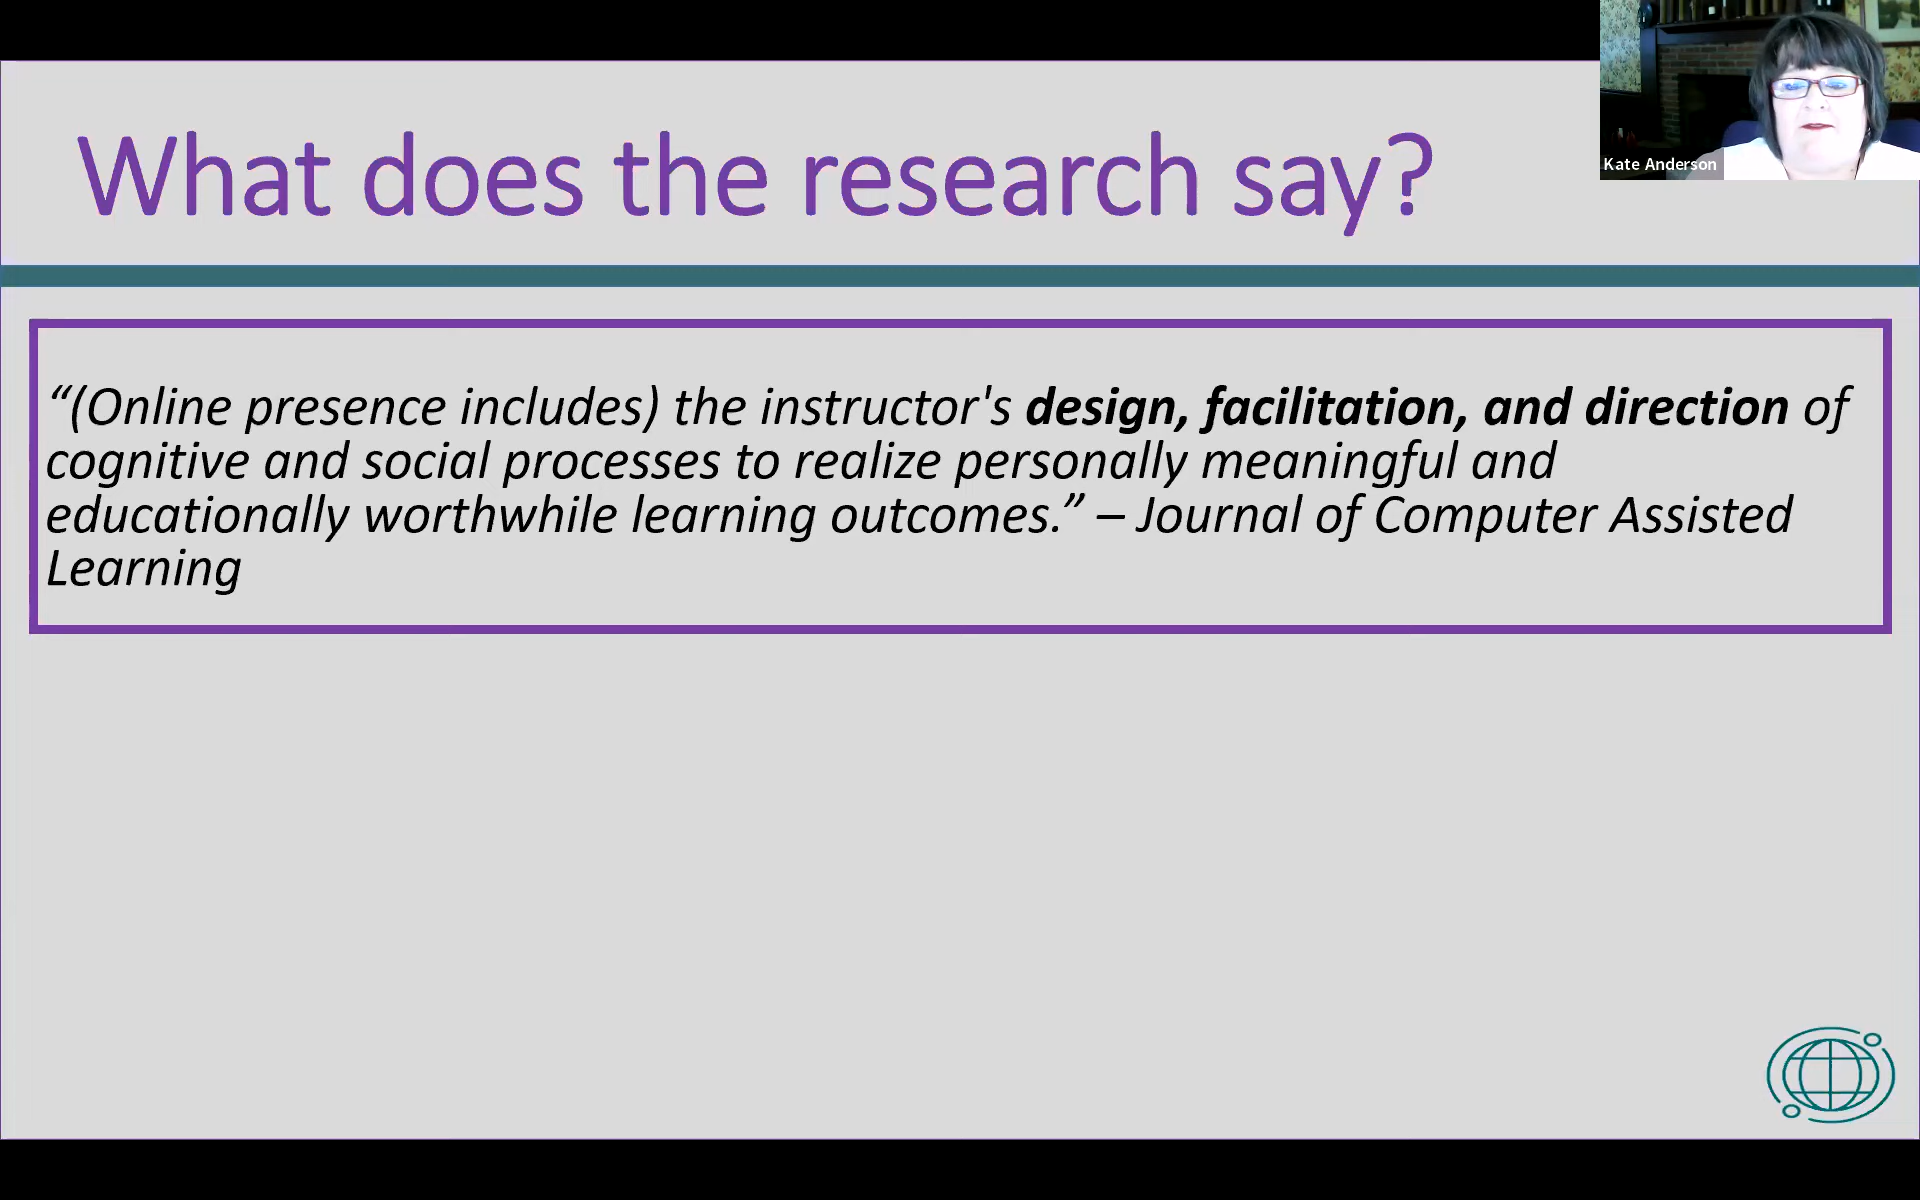 What does the research say?
Kate Anderson
“(Online presence includes) the instructor's design, facilitation, and direction of
cognitive and social processes to realize personally meaningful and
educationally worthwhile learning outcomes.” – Journal of Computer Assisted
Learning